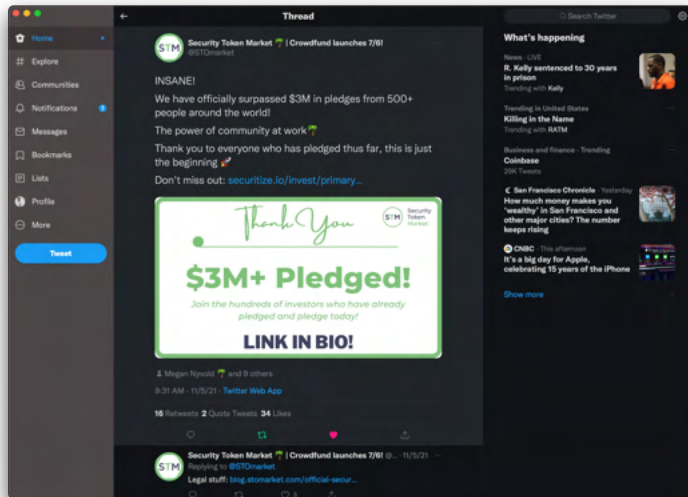 Thread
Search Twitter
Home
Explore
Communities
Notifications
1
Messages
Bookmarks
Lists
Profile
More
Tweet
STM
Security Token Market 🌴 | Crowdfund launches 7/6!
@STOmarket
INSANE!
We have officially surpassed $3M in pledges from 500+
people around the world!
The power of community at work🌴
Thank you to everyone who has pledged thus far, this is just
the beginning 🚀
Don't miss out: securitize.io/invest/primary...
Thank You
STM
Security
Token
Market
$3M+ Pledged!
Join the hundreds of investors who have already
pledged and pledge today!
LINK IN BIO!
Megan Nyvold 🌴 and 9 others
9:31 AM · 11/5/21 · Twitter Web App
16 Retweets 2 Quote Tweets 34 Likes
STM
Security Token Market 🌴 | Crowdfund launches 7/6! @... · 11/5/21
Replying to @STOmarket
Legal stuff: blog.stomarket.com/official-secur...
What's happening
News · LIVE
R. Kelly sentenced to 30 years
in prison
Trending with Kelly
Trending in United States
Killing in the Name
Trending with RATM
Business and finance · Trending
Coinbase
29K Tweets
San Francisco Chronicle · Yesterday
How much money makes you
'wealthy' in San Francisco and
other major cities? The number
keeps rising
CNBC · This afternoon
It's a big day for Apple,
celebrating 15 years of the iPhone
Show more